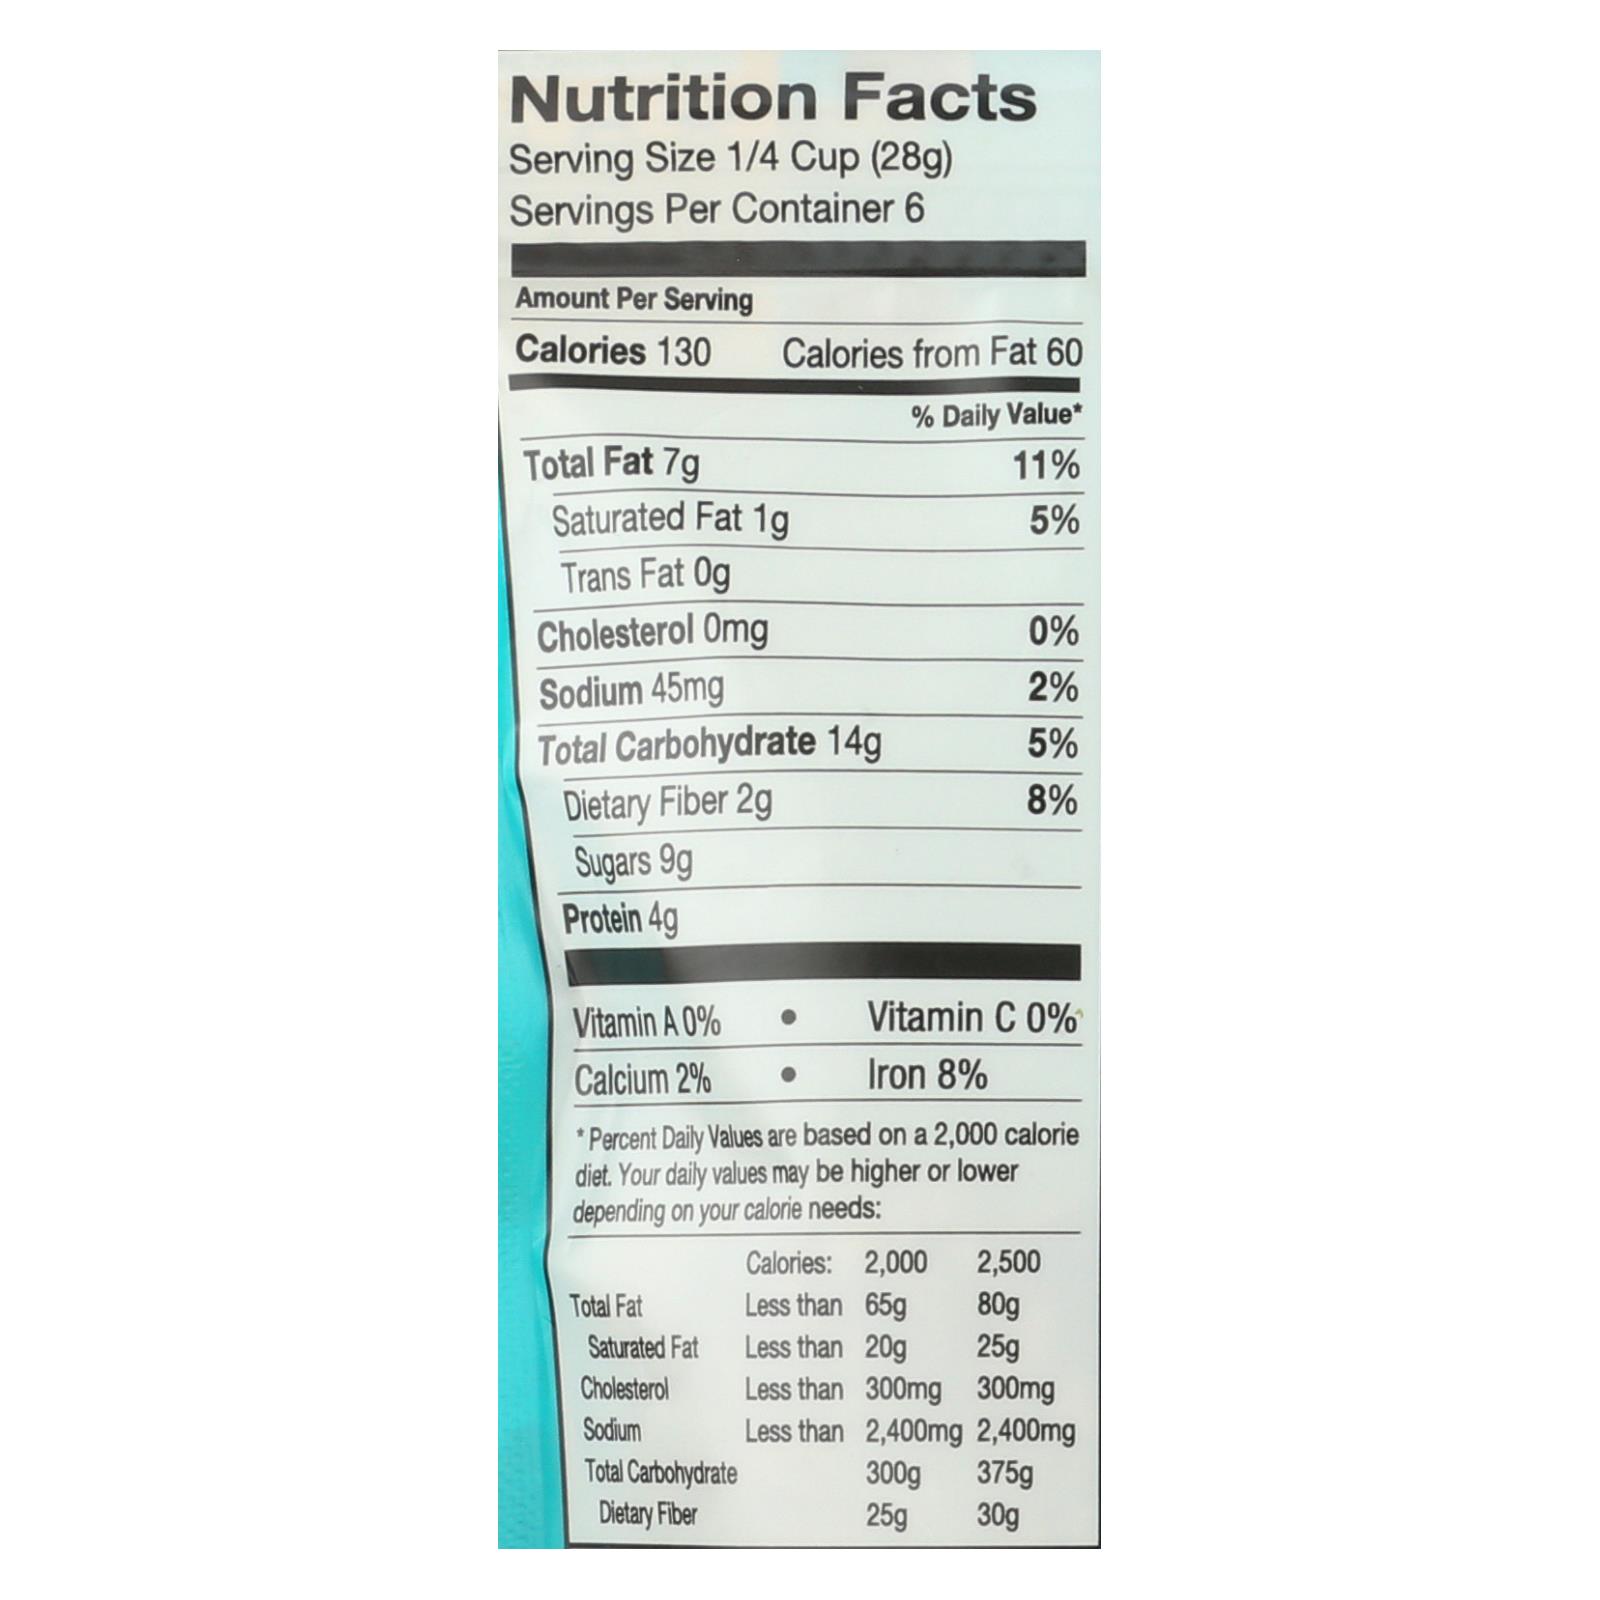 Nutrition Facts
Serving Size 1/4 Cup (28g)
Servings Per Container 6
Amount Per Serving
Calories 130 Calories from Fat 60
% Daily Value*
Total Fat 7g 11%
Saturated Fat 1g 5%
Trans Fat 0g
Cholesterol 0mg 0%
Sodium 45mg 2%
Total Carbohydrate 14g 5%
Dietary Fiber 2g 8%
Sugars 9g
Protein 4g
Vitamin A 0% • Vitamin C 0%
Calcium 2% • Iron 8%
* Percent Daily Values are based on a 2,000 calorie
diet. Your daily values may be higher or lower
depending on your calorie needs:
Calories: 2,000 2,500
Total Fat Less than 65g 80g
Saturated Fat Less than 20g 25g
Cholesterol Less than 300mg 300mg
Sodium Less than 2,400mg 2,400mg
Total Carbohydrate 300g 375g
Dietary Fiber 25g 30g